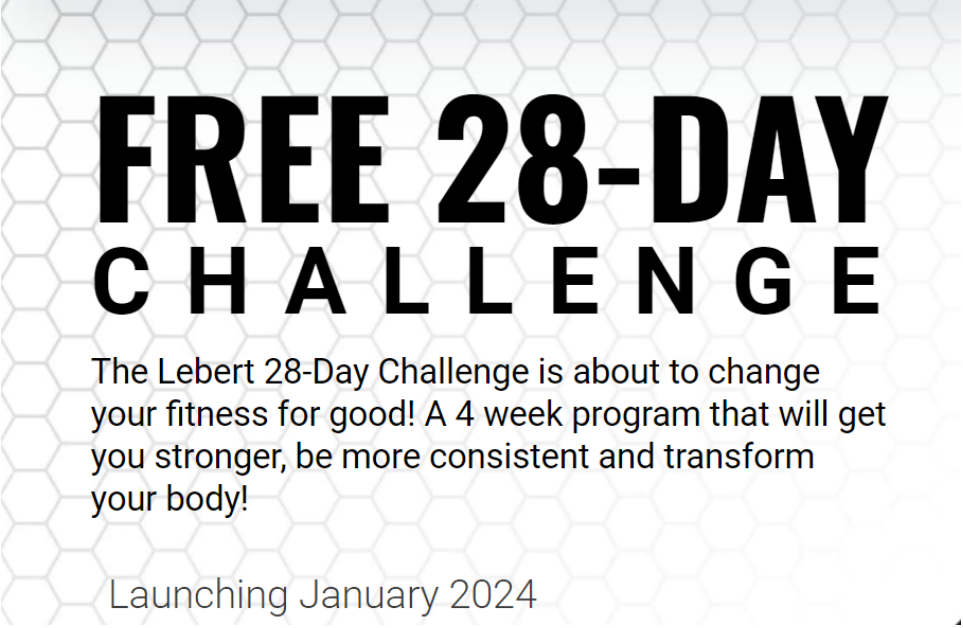 FREE 28-DAY
CHALLENGE
The Lebert 28-Day Challenge is about to change
your fitness for good! A 4 week program that will get
you stronger, be more consistent and transform
your body!
Launching January 2024